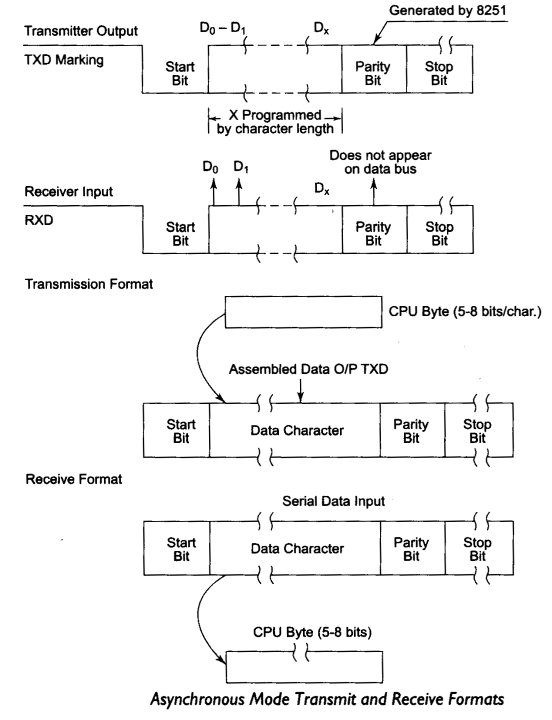 Generated by 8251
Transmitter Output
D0 – D1
Dx
TXD Marking
Start
Bit
Parity
Bit
Stop
Bit
X Programmed
by character length
Does not appear
on data bus
D0
D1
Dx
Receiver Input
RXD
Start
Bit
Parity
Bit
Stop
Bit
Transmission Format
CPU Byte (5-8 bits/char.)
Assembled Data O/P TXD
Start
Bit
Data Character
Parity
Bit
Stop
Bit
Receive Format
Serial Data Input
Start
Bit
Data Character
Parity
Bit
Stop
Bit
CPU Byte (5-8 bits)
Asynchronous Mode Transmit and Receive Formats